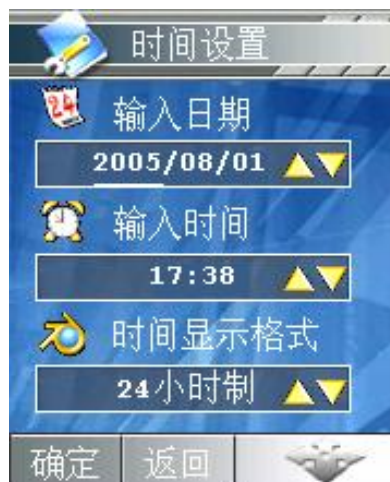 时间设置
24
输入日期
2005/08/01
输入时间
17:38
时间显示格式
24小时制
确定 返回